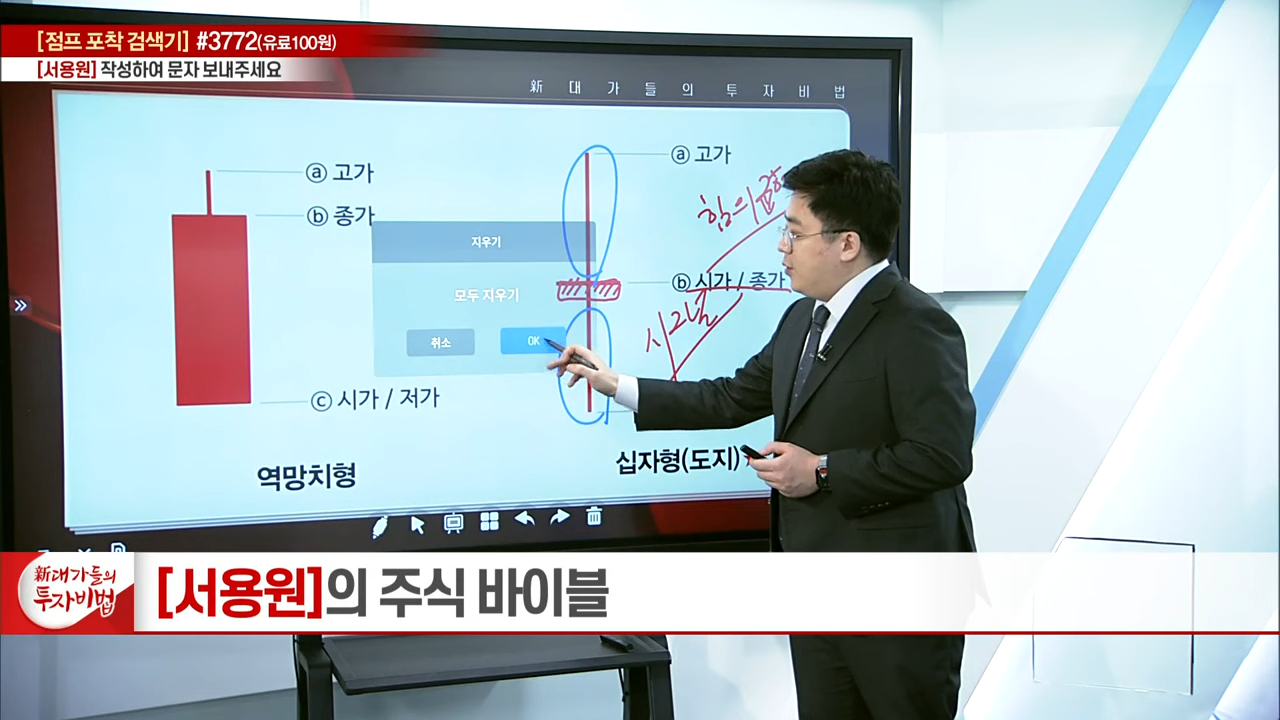 [점프 포착 검색기] #3772(유료100원)
[서용원] 작성하여 문자 보내주세요
新 대가들의 투자비법
ⓐ 고가
ⓑ 종가
ⓒ 시가 / 저가
역망치형
지우기
모두 지우기
취소
OK
ⓐ 고가
힘의
ⓑ 시가 / 종가
시그널
십자형(도지)
新대가들의
투자비법
[서용원]의 주식 바이블